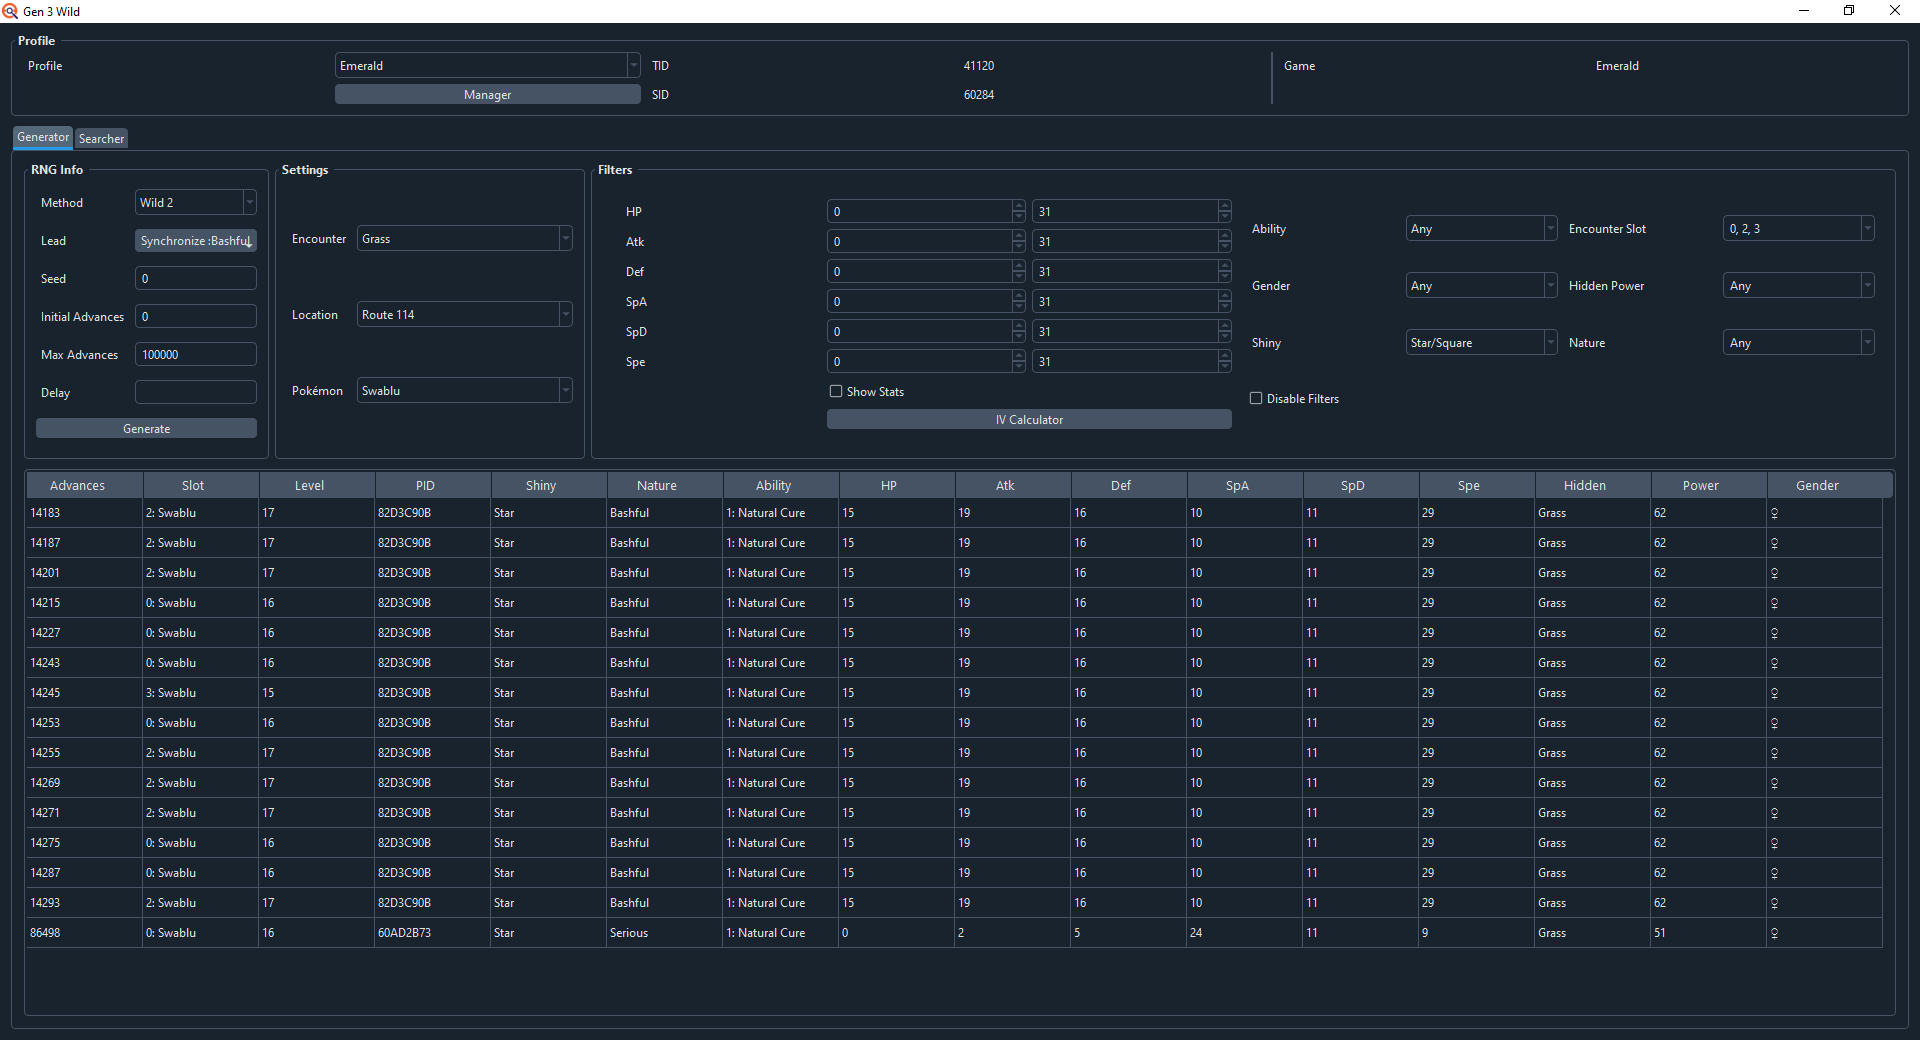 Gen 3 Wild
Profile
Profile Emerald TID 41120 Game Emerald
Manager SID 60284
Generator Searcher
RNG Info
Method Wild 2
Lead Synchronize :Bashful
Seed 0
Initial Advances 0
Max Advances 100000
Delay
Generate
Settings
Encounter Grass
Location Route 114
Pokémon Swablu
Filters
HP 0 31
Atk 0 31
Def 0 31
SpA 0 31
SpD 0 31
Spe 0 31
Show Stats
IV Calculator
Ability Any Encounter Slot 0, 2, 3
Gender Any Hidden Power Any
Shiny Star/Square Nature Any
Disable Filters
Advances Slot Level PID Shiny Nature Ability HP Atk Def SpA SpD Spe Hidden Power Gender
14183 2: Swablu 17 82D3C90B Star Bashful 1: Natural Cure 15 19 16 10 11 29 Grass 62 ♀
14187 2: Swablu 17 82D3C90B Star Bashful 1: Natural Cure 15 19 16 10 11 29 Grass 62 ♀
14201 2: Swablu 17 82D3C90B Star Bashful 1: Natural Cure 15 19 16 10 11 29 Grass 62 ♀
14215 0: Swablu 16 82D3C90B Star Bashful 1: Natural Cure 15 19 16 10 11 29 Grass 62 ♀
14227 0: Swablu 16 82D3C90B Star Bashful 1: Natural Cure 15 19 16 10 11 29 Grass 62 ♀
14243 0: Swablu 16 82D3C90B Star Bashful 1: Natural Cure 15 19 16 10 11 29 Grass 62 ♀
14245 3: Swablu 15 82D3C90B Star Bashful 1: Natural Cure 15 19 16 10 11 29 Grass 62 ♀
14253 0: Swablu 16 82D3C90B Star Bashful 1: Natural Cure 15 19 16 10 11 29 Grass 62 ♀
14255 2: Swablu 17 82D3C90B Star Bashful 1: Natural Cure 15 19 16 10 11 29 Grass 62 ♀
14269 2: Swablu 17 82D3C90B Star Bashful 1: Natural Cure 15 19 16 10 11 29 Grass 62 ♀
14271 2: Swablu 17 82D3C90B Star Bashful 1: Natural Cure 15 19 16 10 11 29 Grass 62 ♀
14275 0: Swablu 16 82D3C90B Star Bashful 1: Natural Cure 15 19 16 10 11 29 Grass 62 ♀
14287 0: Swablu 16 82D3C90B Star Bashful 1: Natural Cure 15 19 16 10 11 29 Grass 62 ♀
14293 2: Swablu 17 82D3C90B Star Bashful 1: Natural Cure 15 19 16 10 11 29 Grass 62 ♀
86498 0: Swablu 16 60AD2B73 Star Serious 1: Natural Cure 0 2 5 24 11 9 Grass 51 ♀